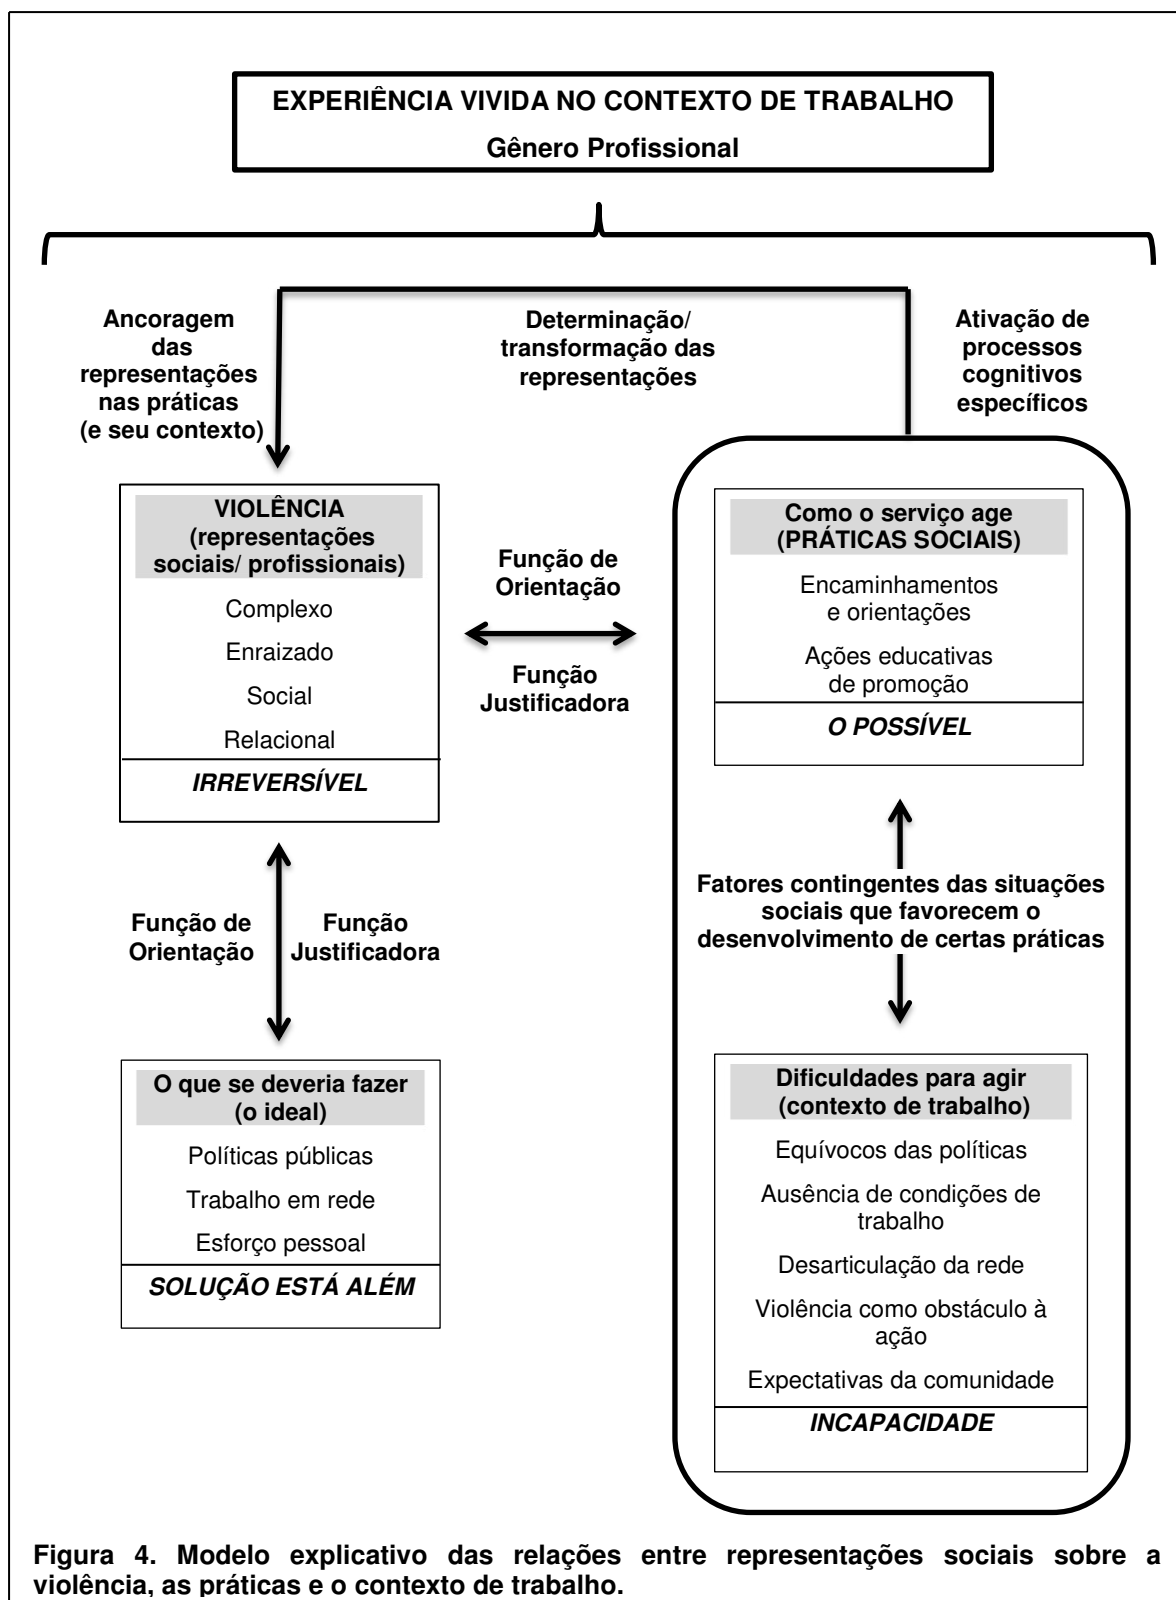 EXPERIÊNCIA VIVIDA NO CONTEXTO DE TRABALHO
Gênero Profissional
Ancoragem
das
representações
nas práticas
(e seu contexto)
Determinação/
transformação das
representações
Ativação de
processos
cognitivos
específicos
VIOLÊNCIA
(representações
sociais/ profissionais)
Complexo
Enraizado
Social
Relacional
IRREVERSÍVEL
Função de
Orientação
Função
Justificadora
Como o serviço age
(PRÁTICAS SOCIAIS)
Encaminhamentos
e orientações
Ações educativas
de promoção
O POSSÍVEL
Função de
Orientação
Função
Justificadora
Fatores contingentes das situações
sociais que favorecem o
desenvolvimento de certas práticas
O que se deveria fazer
(o ideal)
Políticas públicas
Trabalho em rede
Esforço pessoal
SOLUÇÃO ESTÁ ALÉM
Dificuldades para agir
(contexto de trabalho)
Equívocos das políticas
Ausência de condições de
trabalho
Desarticulação da rede
Violência como obstáculo à
ação
Expectativas da comunidade
INCAPACIDADE
Figura 4. Modelo explicativo das relações entre representações sociais sobre a
violência, as práticas e o contexto de trabalho.